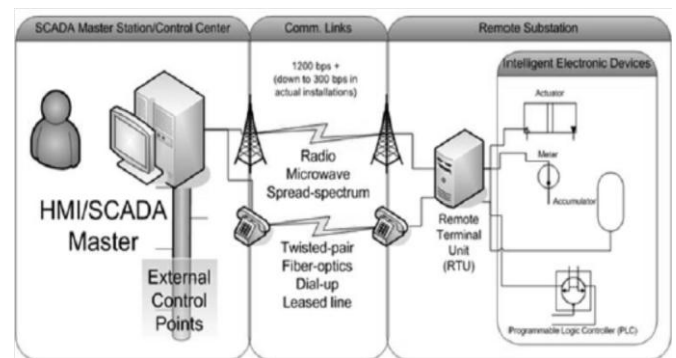 SCADA Master Station/Control Center
HMI/SCADA
Master
External
Control
Points
Comm. Links
1200 bps +
(down to 300 bps in
actual installations)
Radio
Microwave
Spread-spectrum
Twisted-pair
Fiber-optics
Dial-up
Leased line
Remote Substation
Remote
Terminal
Unit
(RTU)
Intelligent Electronic Devices
Actuator
Meter
Accumulator
Programmable Logic Controller (PLC)